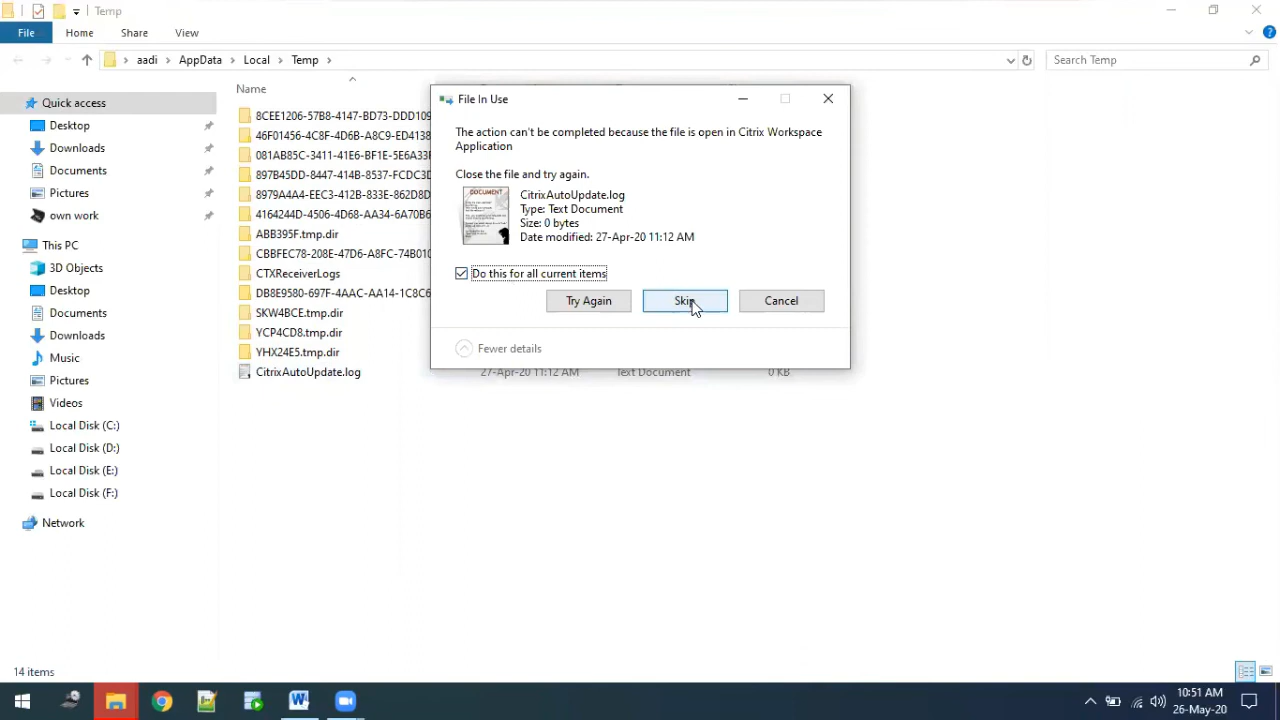 Temp
File
Home
Share
View
aadi
AppData
Local
Temp
Search Temp
Name
Quick access
Desktop
Downloads
Documents
Pictures
own work
This PC
3D Objects
Desktop
Documents
Downloads
Music
Pictures
Videos
Local Disk (C:)
Local Disk (D:)
Local Disk (E:)
Local Disk (F:)
Network
8CEE1206-57B8-4147-BD73-DDD109
46F01456-4C8F-4D6B-A8C9-ED4138
081AB85C-3411-41E6-BF1E-5E6A33F
897B45DD-8447-414B-8537-FCDC3D
8979A4A4-EEC3-412B-833E-862D8D
4164244D-4506-4D68-AA34-6A70B6
ABB395F.tmp.dir
CBBFEC78-208E-47D6-A8FC-74B010
CTXReceiverLogs
DB8E9580-697F-4AAC-AA14-1C8C6
SKW4BCE.tmp.dir
YCP4CD8.tmp.dir
YHX24E5.tmp.dir
CitrixAutoUpdate.log
27-Apr-20 11:12 AM
Text Document
0 KB
File In Use
The action can't be completed because the file is open in Citrix Workspace
Application
Close the file and try again.
DOCUMENT
CitrixAutoUpdate.log
Type: Text Document
Size: 0 bytes
Date modified: 27-Apr-20 11:12 AM
Do this for all current items
Try Again
Skip
Cancel
Fewer details
14 items
10:51 AM
26-May-20